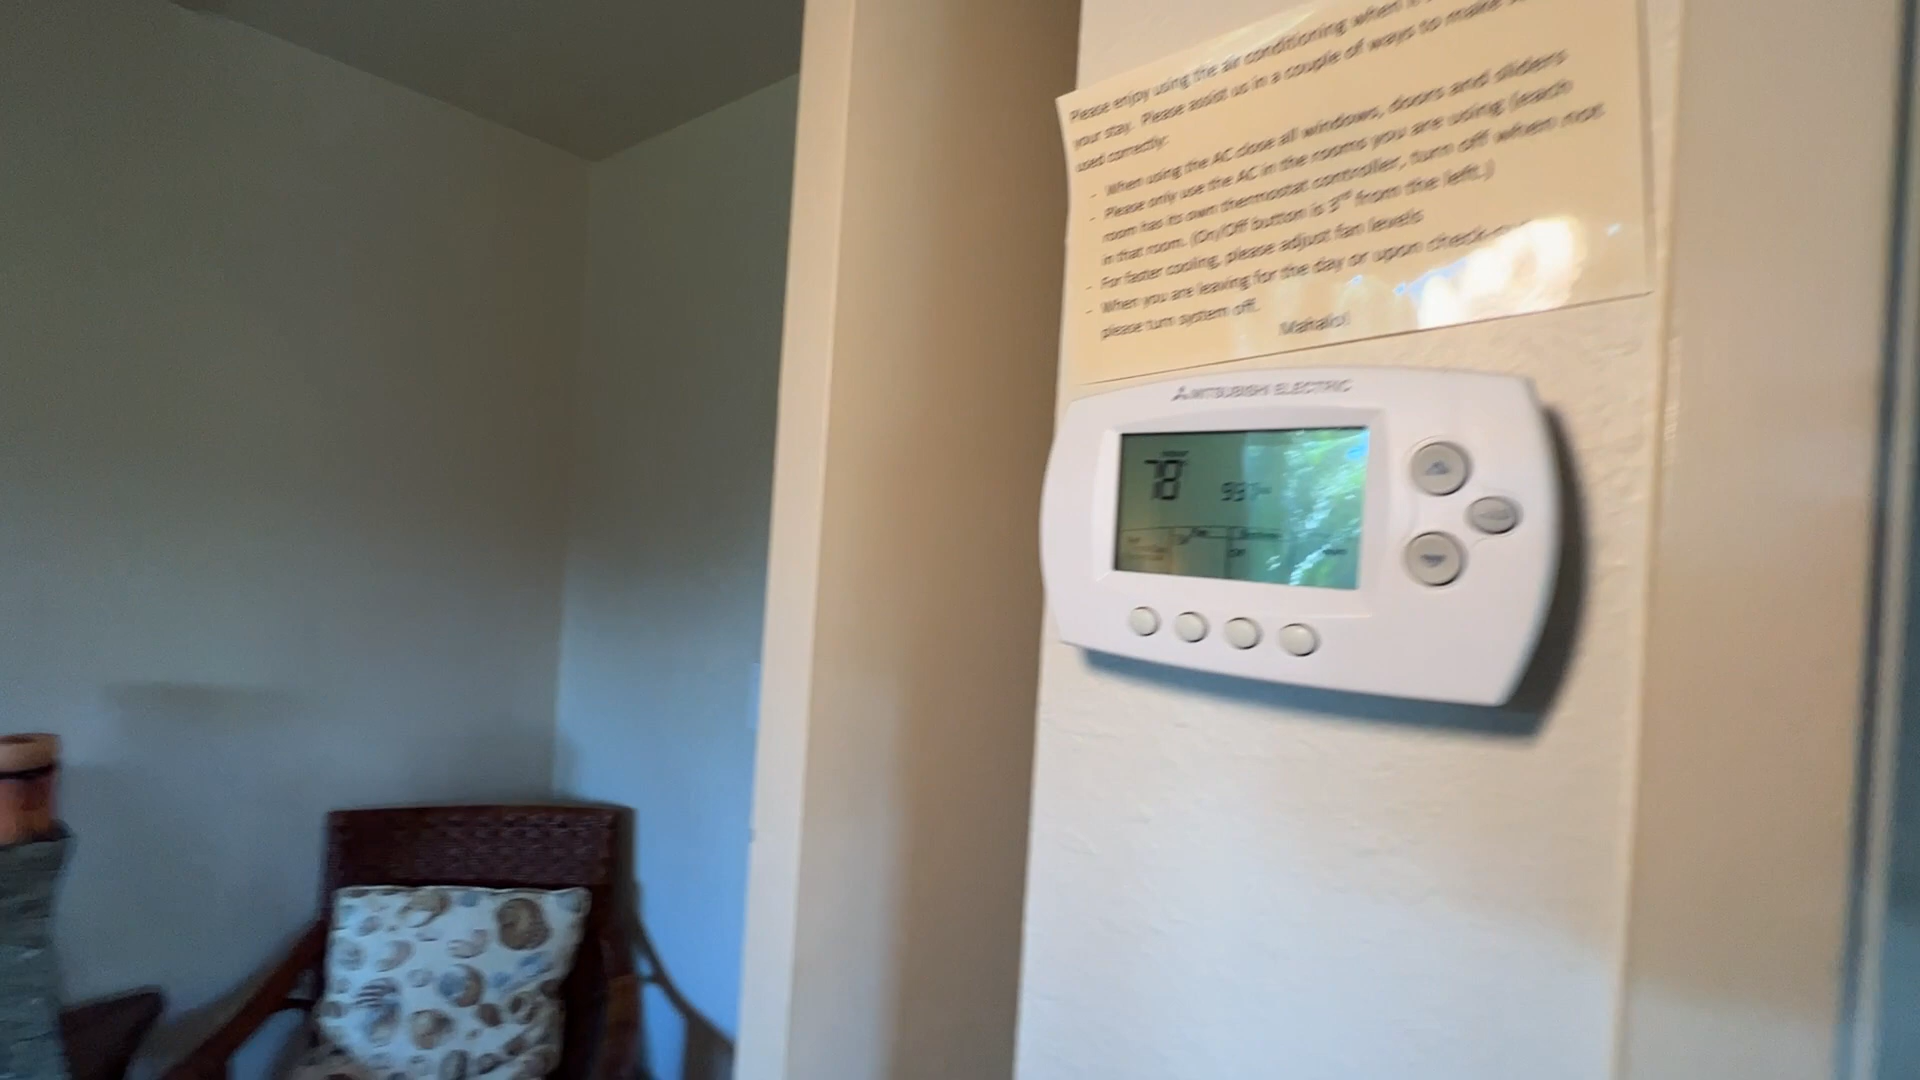 Please enjoy using the air conditioning when
your stay. Please assist us in a couple of ways to make
used correctly:
- When using the AC close all windows, doors and sliders
- Please only use the AC in the rooms you are using (each
room has its own thermostat controller, turn off when not
in that room. (On/Off button is 3rd from the left.)
- For faster cooling, please adjust fan levels
- When you are leaving for the day or upon
please turn system off.
Mahalo!
MITSUBISHI ELECTRIC
78